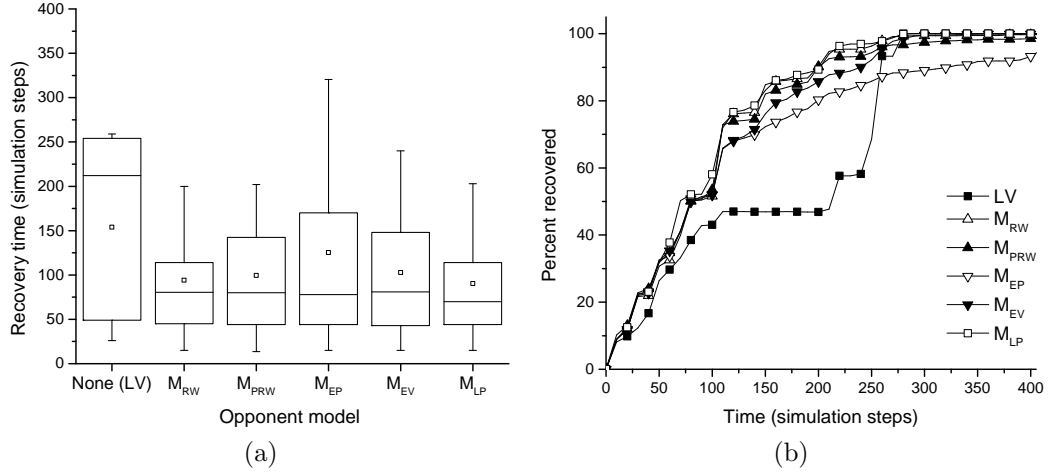 400
350
300
250
200
150
100
50
0
Recovery time (simulation steps)
None (LV) M_RW M_PRW M_EP M_EV M_LP
Opponent model
(a)
100
80
60
40
20
0
Percent recovered
LV
M_RW
M_PRW
M_EP
M_EV
M_LP
0 50 100 150 200 250 300 350 400
Time (simulation steps)
(b)